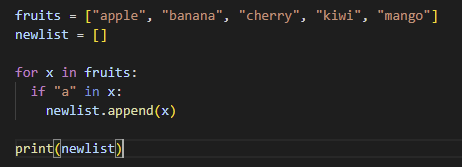 fruits = ["apple", "banana", "cherry", "kiwi", "mango"]
newlist = []

for x in fruits:
  if "a" in x:
    newlist.append(x)

print(newlist)